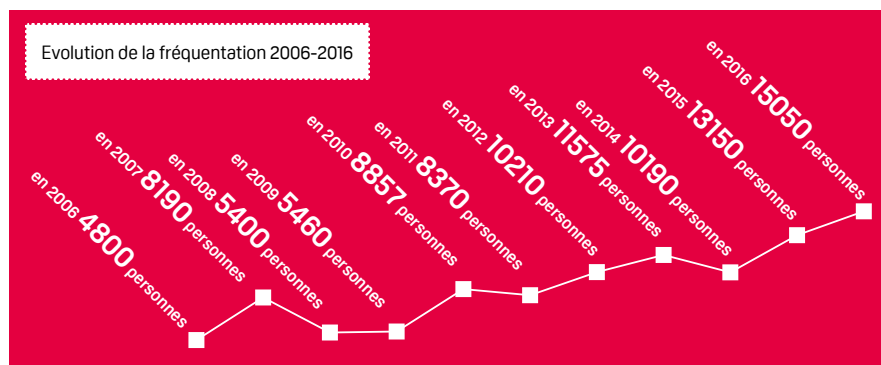 Evolution de la fréquentation 2006-2016
en 2006 4800 personnes
en 2007 8190 personnes
en 2008 5400 personnes
en 2009 5460 personnes
en 2010 8857 personnes
en 2011 8370 personnes
en 2012 10210 personnes
en 2013 11575 personnes
en 2014 10190 personnes
en 2015 13150 personnes
en 2016 15050 personnes